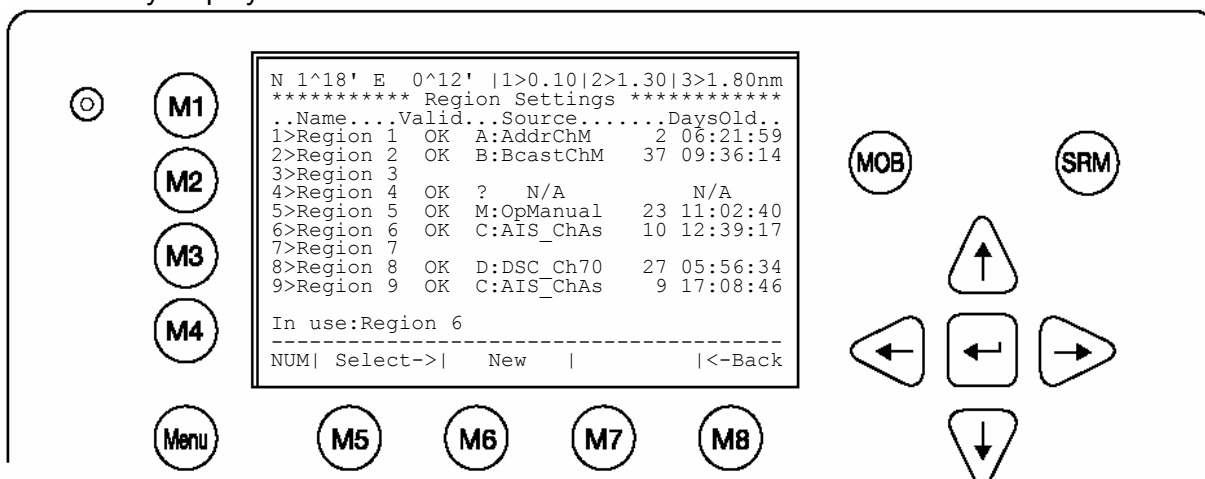 N 1^18' E 0^12' |1>0.10|2>1.30|3>1.80nm
*********** Region Settings ************
..Name....Valid...Source.......DaysOld..
1>Region 1 OK A:AddrChM 2 06:21:59
2>Region 2 OK B:BcastChM 37 09:36:14
3>Region 3
4>Region 4 OK ? N/A N/A
5>Region 5 OK M:OpManual 23 11:02:40
6>Region 6 OK C:AIS_ChAs 10 12:39:17
7>Region 7
8>Region 8 OK D:DSC_Ch70 27 05:56:34
9>Region 9 OK C:AIS_ChAs 9 17:08:46
In use:Region 6
----------------------------------------
NUM| Select->| New | |<-Back
M1
M2
M3
M4
MOB
SRM
Menu
M5
M6
M7
M8